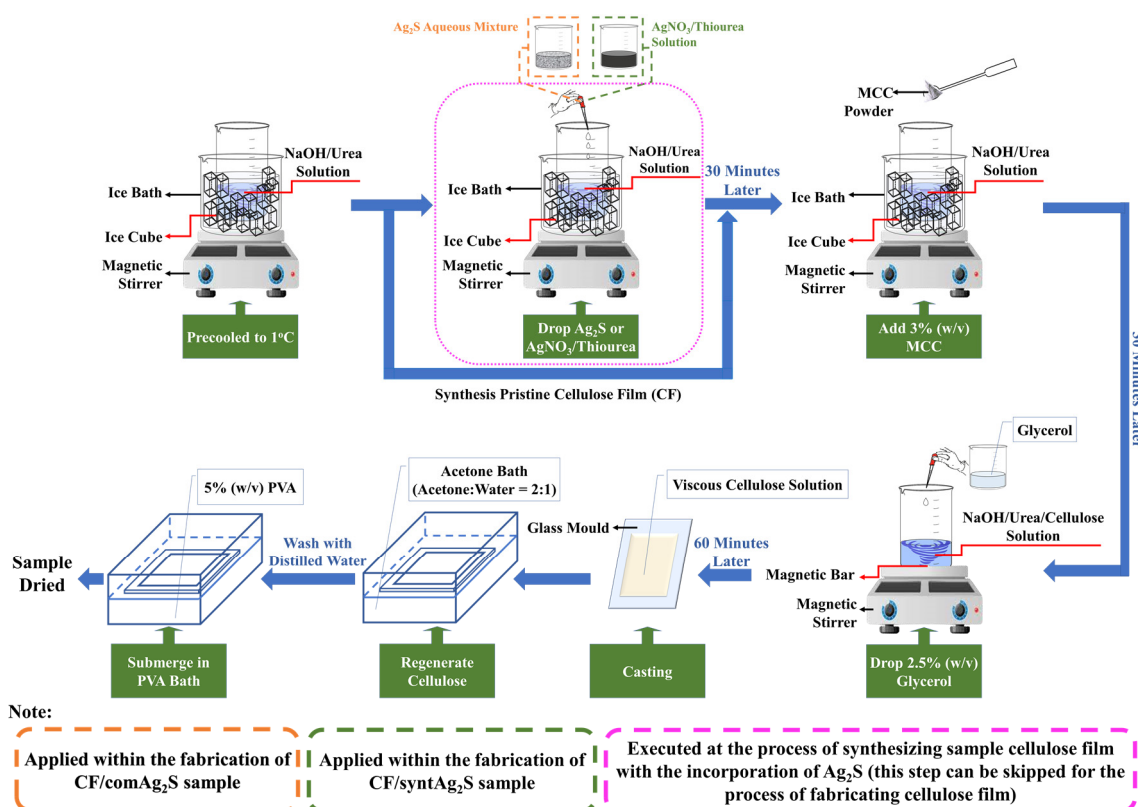 Ag₂S Aqueous Mixture
AgNO₃/Thiourea
Solution
MCC
Powder
NaOH/Urea
Solution
Ice Bath
Ice Cube
Magnetic
Stirrer
Precooled to 1°C
NaOH/Urea
Solution
Ice Bath
Ice Cube
Magnetic
Stirrer
Drop Ag₂S or
AgNO₃/Thiourea
30 Minutes
Later
NaOH/Urea
Solution
Ice Bath
Ice Cube
Magnetic
Stirrer
Add 3% (w/v)
MCC
Synthesis Pristine Cellulose Film (CF)
30 Minutes Later
Glycerol
NaOH/Urea/Cellulose
Solution
Magnetic Bar
Magnetic
Stirrer
Drop 2.5% (w/v)
Glycerol
60 Minutes
Later
Viscous Cellulose Solution
Glass Mould
Casting
Acetone Bath
(Acetone:Water = 2:1)
Regenerate
Cellulose
Wash with
Distilled Water
5% (w/v) PVA
Submerge in
PVA Bath
Sample
Dried
Note:
Applied within the fabrication of
CF/comAg₂S sample
Applied within the fabrication of
CF/syntAg₂S sample
Executed at the process of synthesizing sample cellulose film
with the incorporation of Ag₂S (this step can be skipped for the
process of fabricating cellulose film)